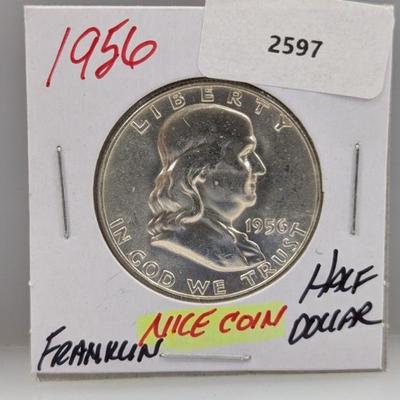 1956
2597
LIBERTY
1956
IN GOD WE TRUST
FRANKLIN
NICE COIN
HALF
DOLLAR